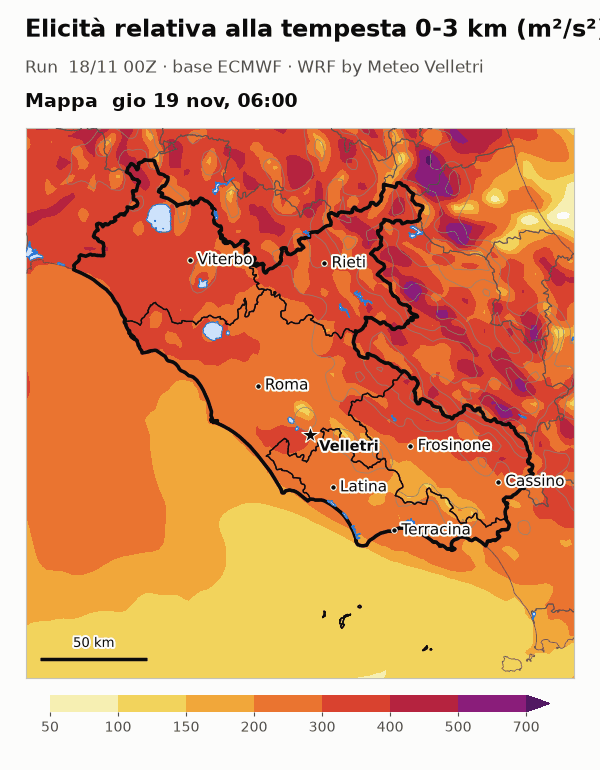 Elicità relativa alla tempesta 0-3 km (m²/s²)
Run  18/11 00Z · base ECMWF · WRF by Meteo Velletri
Mappa  gio 19 nov, 06:00
Viterbo
Rieti
Roma
Velletri
Frosinone
Cassino
Latina
Terracina
50 km
50 100 150 200 300 400 500 700